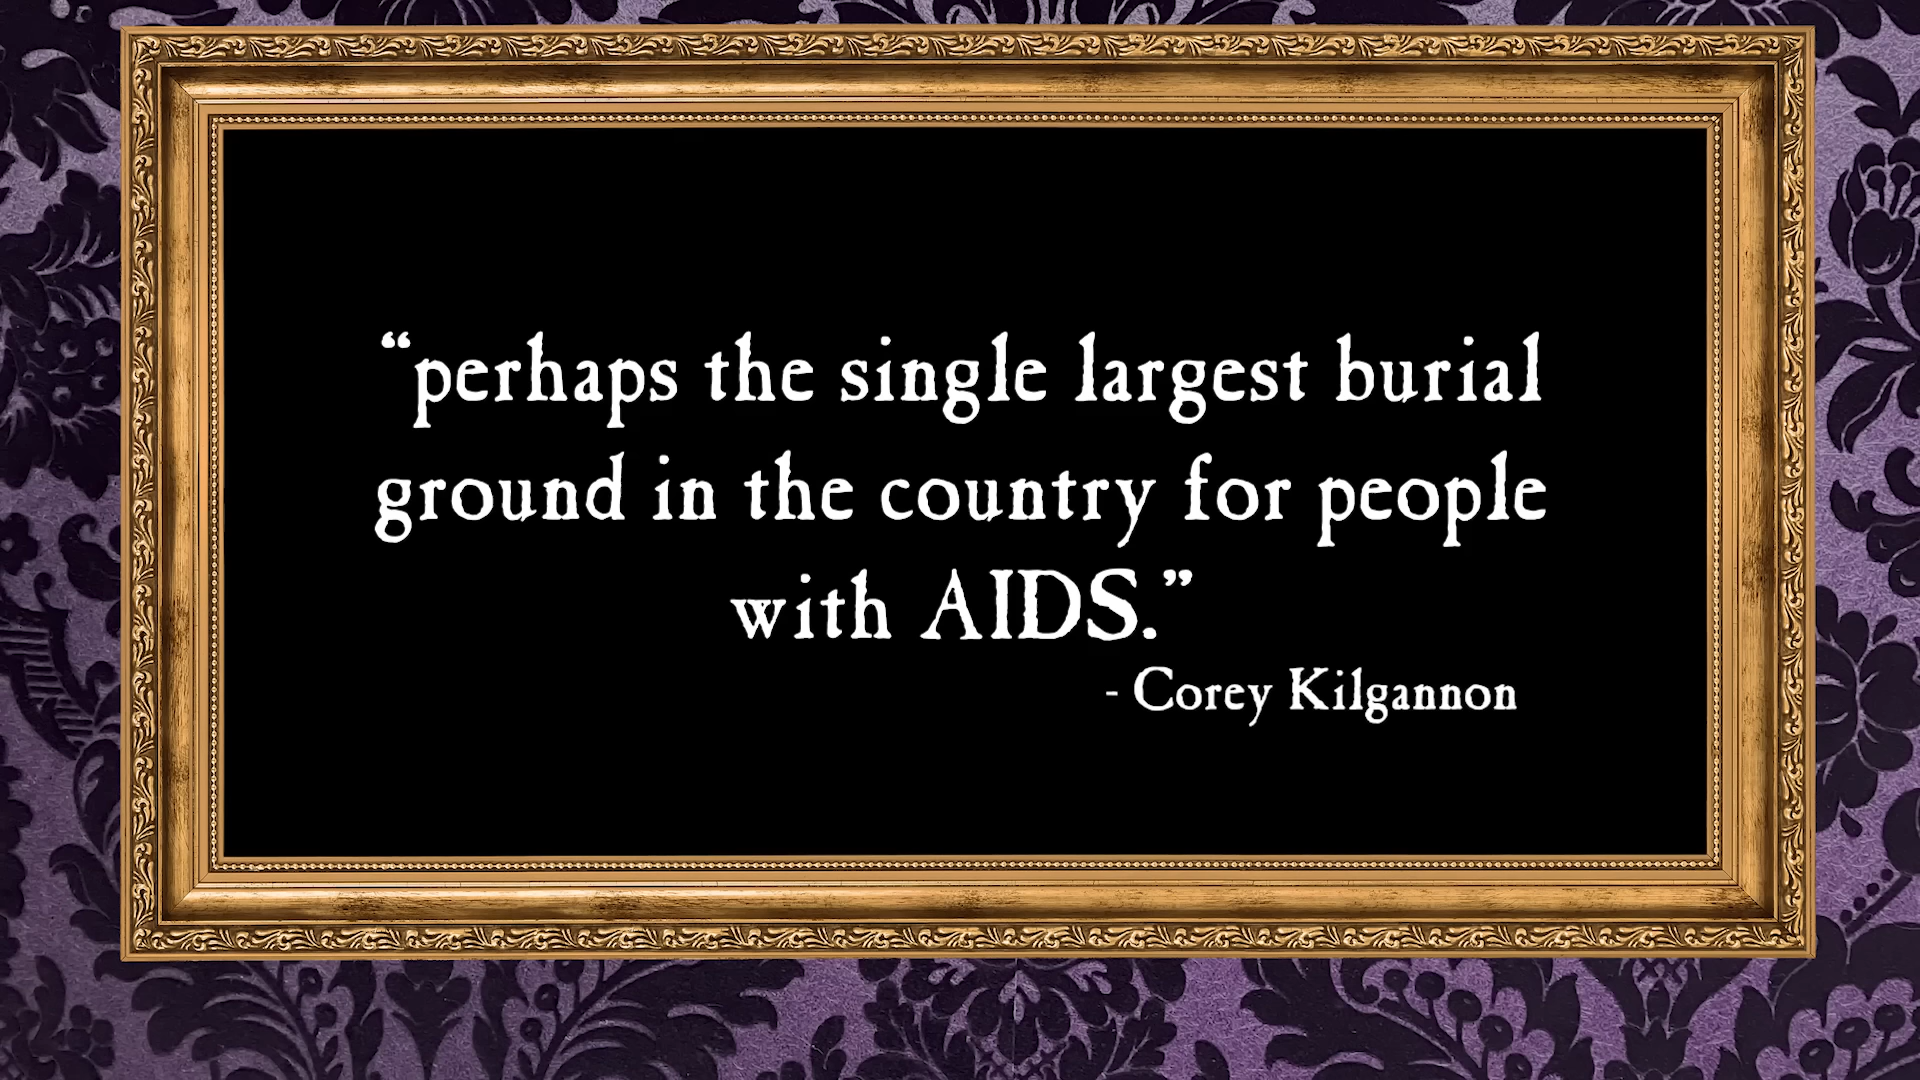 “perhaps the single largest burial
ground in the country for people
with AIDS.”
- Corey Kilgannon